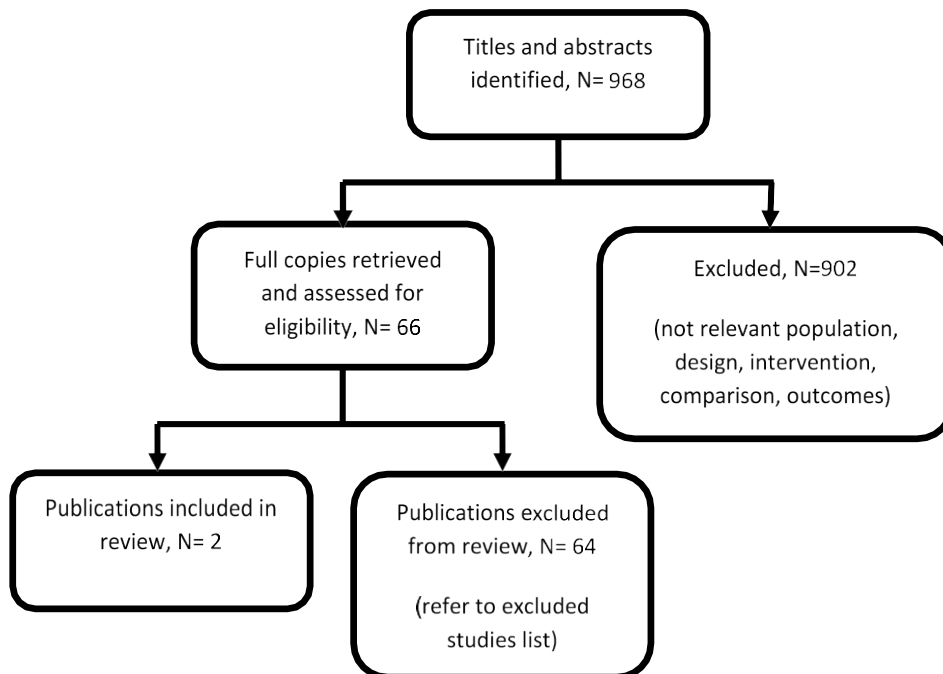 Titles and abstracts
identified, N= 968
Full copies retrieved
and assessed for
eligibility, N= 66
Excluded, N=902
(not relevant population,
design, intervention,
comparison, outcomes)
Publications included in
review, N= 2
Publications excluded
from review, N= 64
(refer to excluded
studies list)